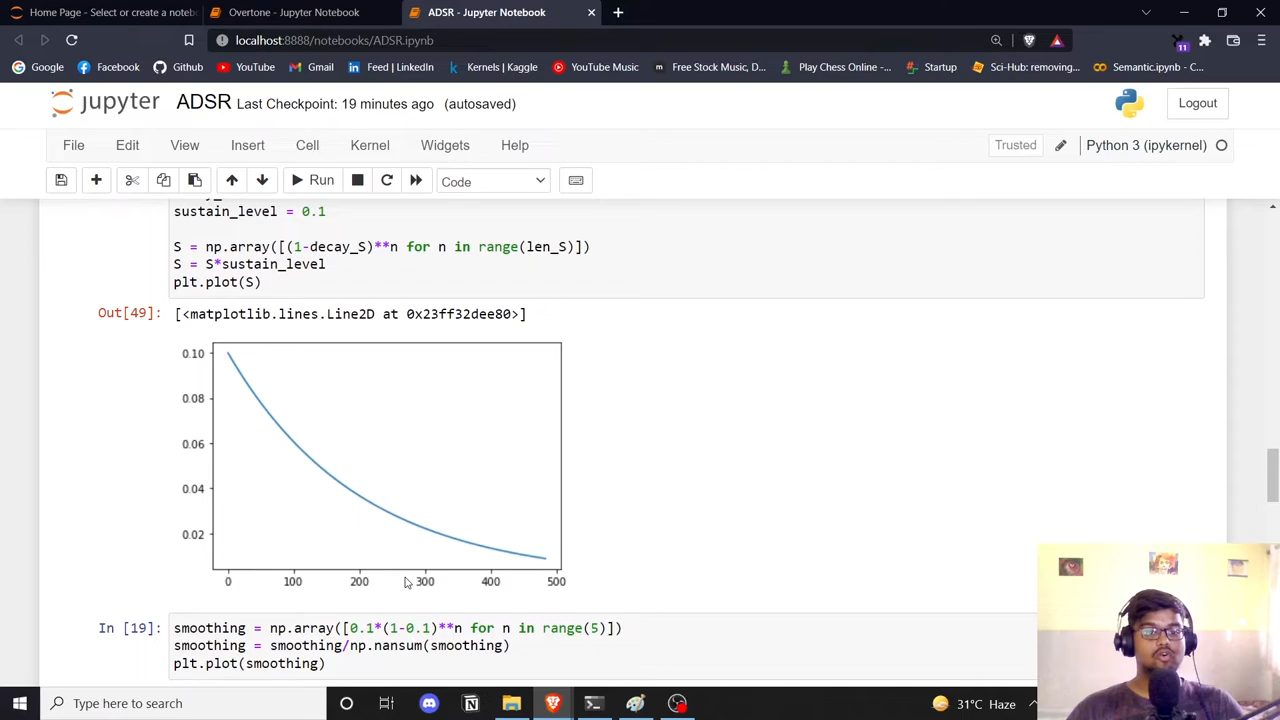 Home Page - Select or create a noteb
Overtone - Jupyter Notebook
ADSR - Jupyter Notebook
localhost:8888/notebooks/ADSR.ipynb
11
Google
Facebook
Github
YouTube
Gmail
Feed | LinkedIn
Kernels | Kaggle
YouTube Music
Free Stock Music, D...
Play Chess Online -...
Startup
Sci-Hub: removing...
Semantic.ipynb - C...
jupyter ADSR Last Checkpoint: 19 minutes ago (autosaved)
Logout
File Edit View Insert Cell Kernel Widgets Help
Trusted
Python 3 (ipykernel)
Run
Code
sustain_level = 0.1
S = np.array([(1-decay_S)**n for n in range(len_S)])
S = S*sustain_level
plt.plot(S)
Out[49]: [<matplotlib.lines.Line2D at 0x23ff32dee80>]
0.10
0.08
0.06
0.04
0.02
0 100 200 300 400 500
In [19]: smoothing = np.array([0.1*(1-0.1)**n for n in range(5)])
smoothing = smoothing/np.nansum(smoothing)
plt.plot(smoothing)
Type here to search
31°C Haze